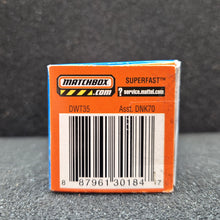 MATCHBOX
.com
SUPERFAST™
service.mattel.com
DWT35
Asst. DNK70
8 87961 30184 7